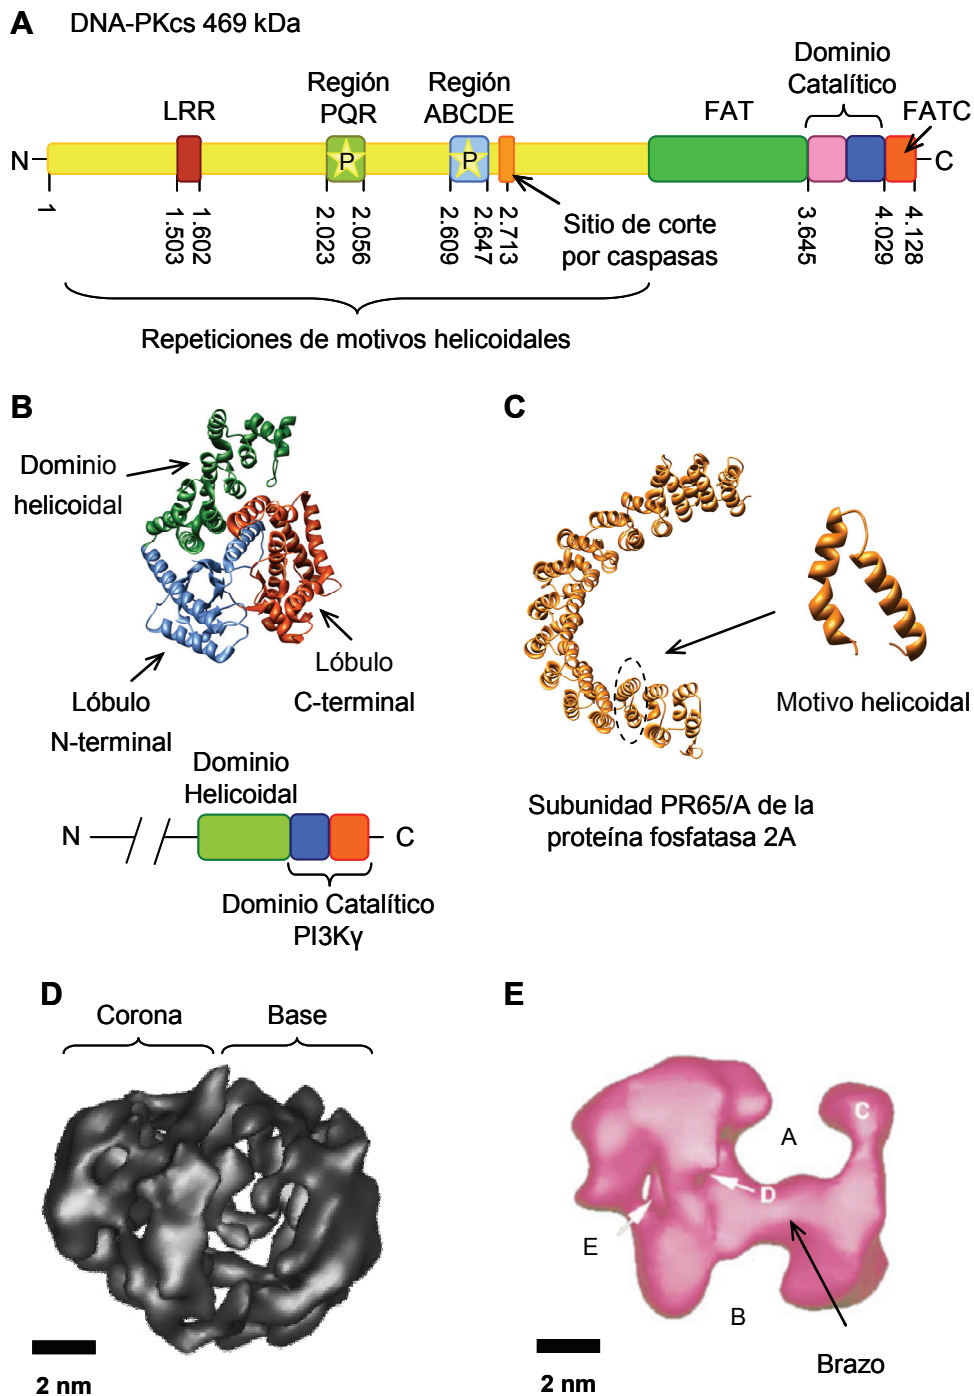 A DNA-PKcs 469 kDa
Dominio
Catalítico
Región
PQR
Región
ABCDE
LRR
FAT
FATC
N
P
P
C
1
1.503
1.602
2.023
2.056
2.609
2.647
2.713
3.645
4.029
4.128
Sitio de corte
por caspasas
Repeticiones de motivos helicoidales
B
Dominio
helicoidal
Lóbulo
C-terminal
Lóbulo
N-terminal
Dominio
Helicoidal
N
C
Dominio Catalítico
PI3Kγ
C
Motivo helicoidal
Subunidad PR65/A de la
proteína fosfatasa 2A
D
Corona
Base
2 nm
E
A
C
D
E
B
Brazo
2 nm